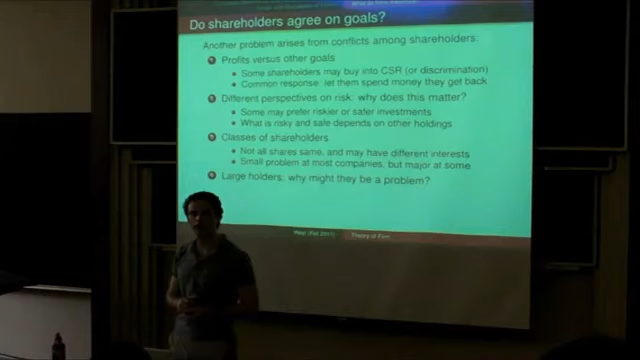 Do shareholders agree on goals?
Another problem arises from conflicts among shareholders:
Profits versus other goals
Some shareholders may buy into CSR (or discrimination)
Common response: let them spend money they get back
Different perspectives on risk: why does this matter?
Some may prefer riskier or safer investments
What is risky and safe depends on other holdings
Classes of shareholders
Not all shares same, and may have different interests
Small problem at most companies, but major at some
Large holders: why might they be a problem?
(Fall 2011) Theory of Firm